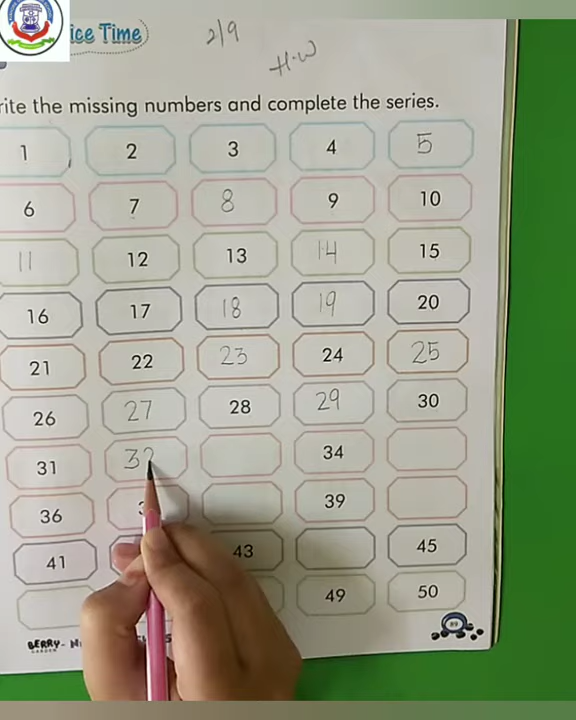 ice Time
2/9
H.W
rite the missing numbers and complete the series.
1 2 3 4 5
6 7 8 9 10
11 12 13 14 15
16 17 18 19 20
21 22 23 24 25
26 27 28 29 30
31 32 34
36 39
41 43 45
49 50
BERRY
GARDEN
89